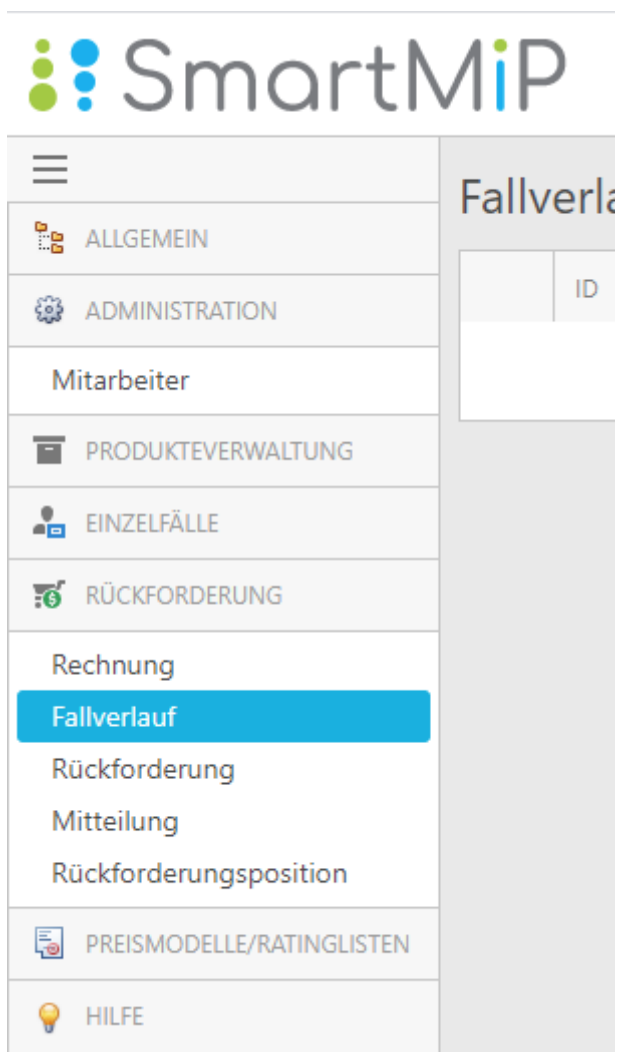 SmartMiP
Fallverla
ALLGEMEIN
ID
ADMINISTRATION
Mitarbeiter
PRODUKTEVERWALTUNG
EINZELFÄLLE
RÜCKFORDERUNG
Rechnung
Fallverlauf
Rückforderung
Mitteilung
Rückforderungsposition
PREISMODELLE/RATINGLISTEN
HILFE